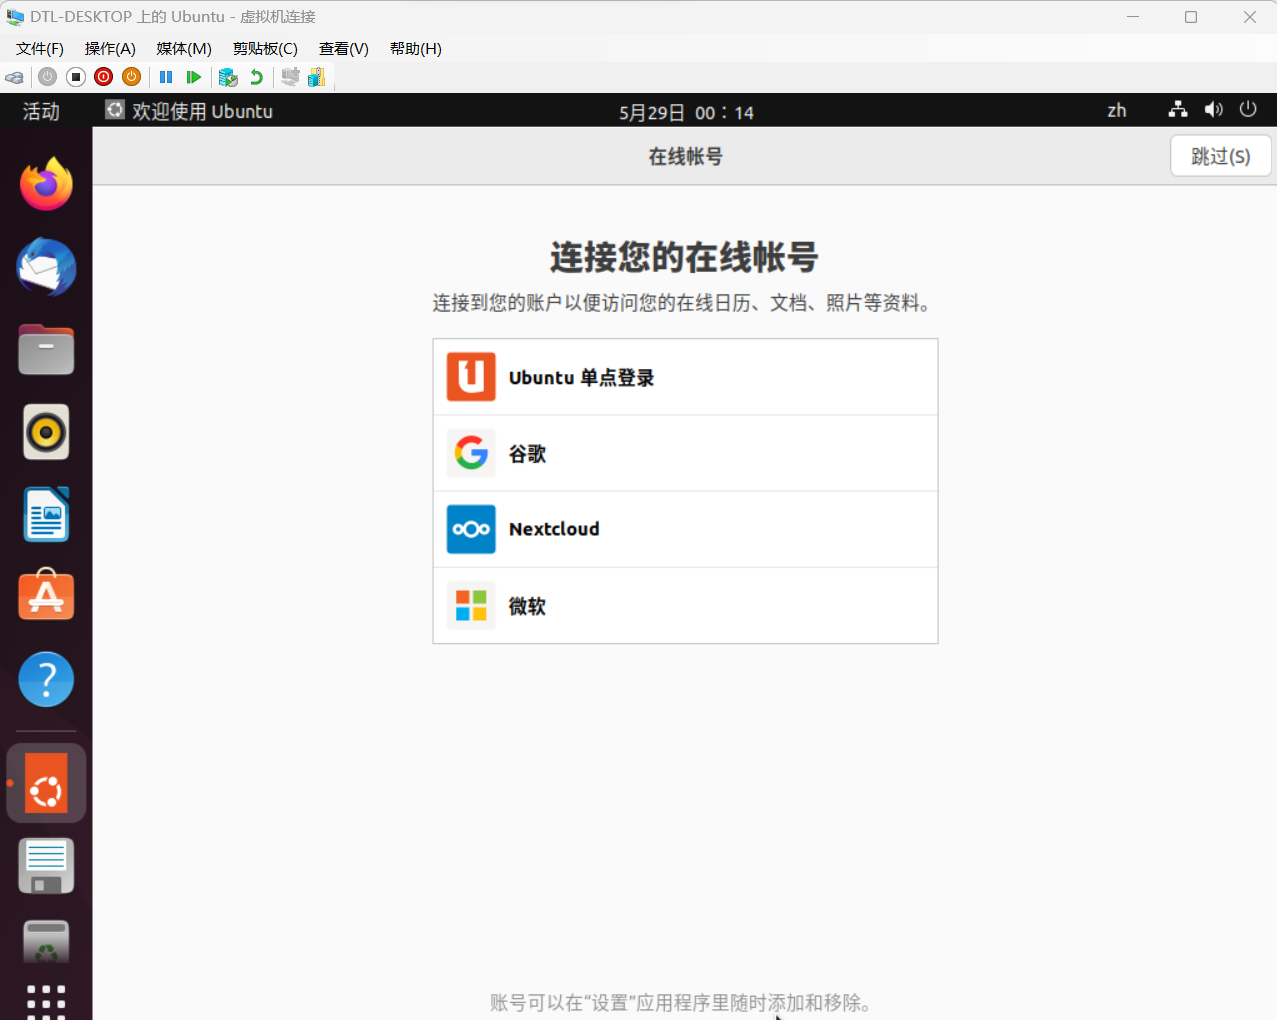 DTL-DESKTOP 上的 Ubuntu - 虚拟机连接
文件(F) 操作(A) 媒体(M) 剪贴板(C) 查看(V) 帮助(H)
活动 欢迎使用 Ubuntu 5月29日 00:14 zh
在线帐号 跳过(S)
连接您的在线帐号
连接到您的账户以便访问您的在线日历、文档、照片等资料。
Ubuntu 单点登录
谷歌
Nextcloud
微软
账号可以在“设置”应用程序里随时添加和移除。